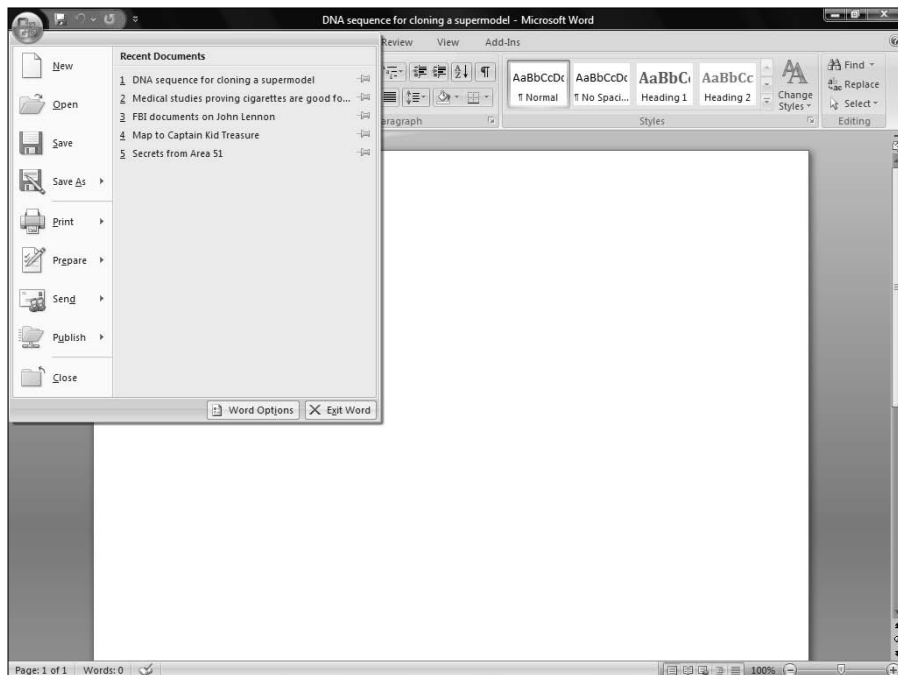 DNA sequence for cloning a supermodel - Microsoft Word
Review View Add-Ins
New
Open
Save
Save As
Print
Prepare
Send
Publish
Close
Recent Documents
1 DNA sequence for cloning a supermodel
2 Medical studies proving cigarettes are good fo...
3 FBI documents on John Lennon
4 Map to Captain Kid Treasure
5 Secrets from Area 51
Word Options Exit Word
AaBbCcDc AaBbCcDc AaBbC AaBbCc
¶ Normal ¶ No Spaci... Heading 1 Heading 2
Change
Styles
Find
Replace
Select
aragraph Styles Editing
Page: 1 of 1 Words: 0 100%